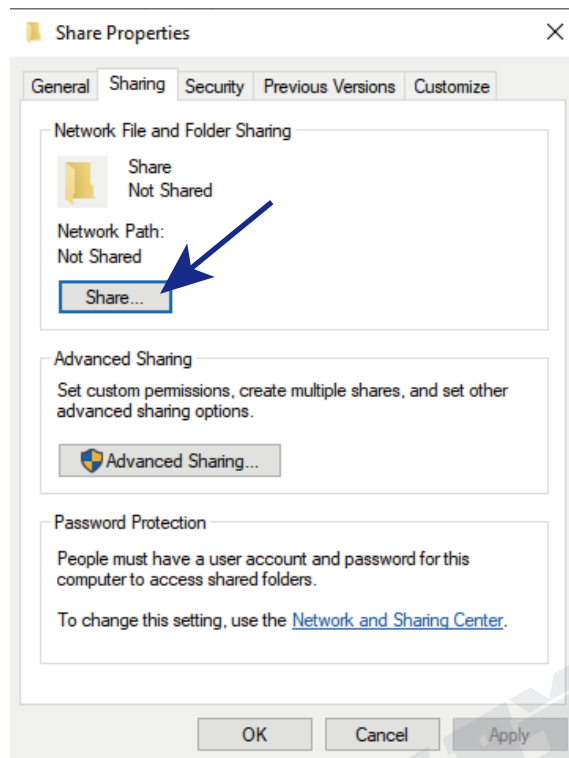 Share Properties
General Sharing Security Previous Versions Customize
Network File and Folder Sharing
Share
Not Shared
Network Path:
Not Shared
Share...
Advanced Sharing
Set custom permissions, create multiple shares, and set other
advanced sharing options.
Advanced Sharing...
Password Protection
People must have a user account and password for this
computer to access shared folders.
To change this setting, use the Network and Sharing Center.
OK Cancel Apply